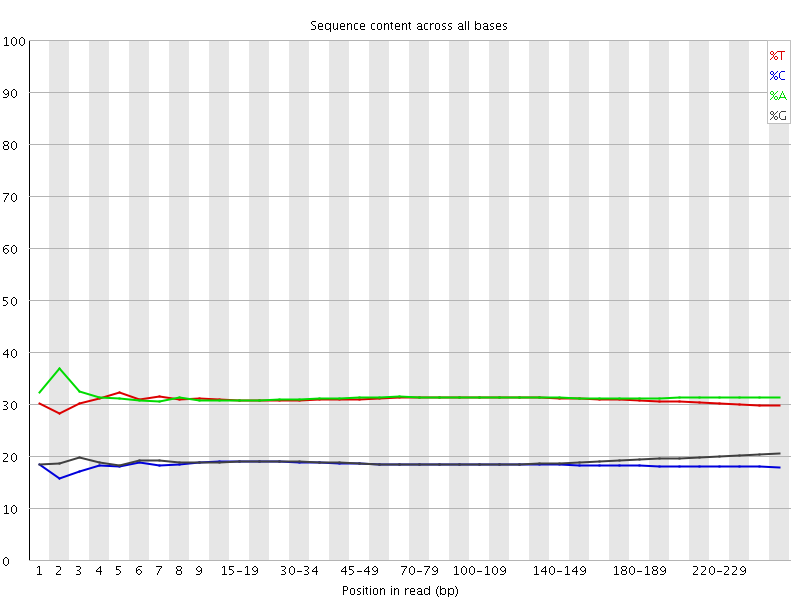 Sequence content across all bases
100
90
80
70
60
50
40
30
20
10
0
%T
%C
%A
%G
1 2 3 4 5 6 7 8 9 15-19 30-34 45-49 70-79 100-109 140-149 180-189 220-229
Position in read (bp)